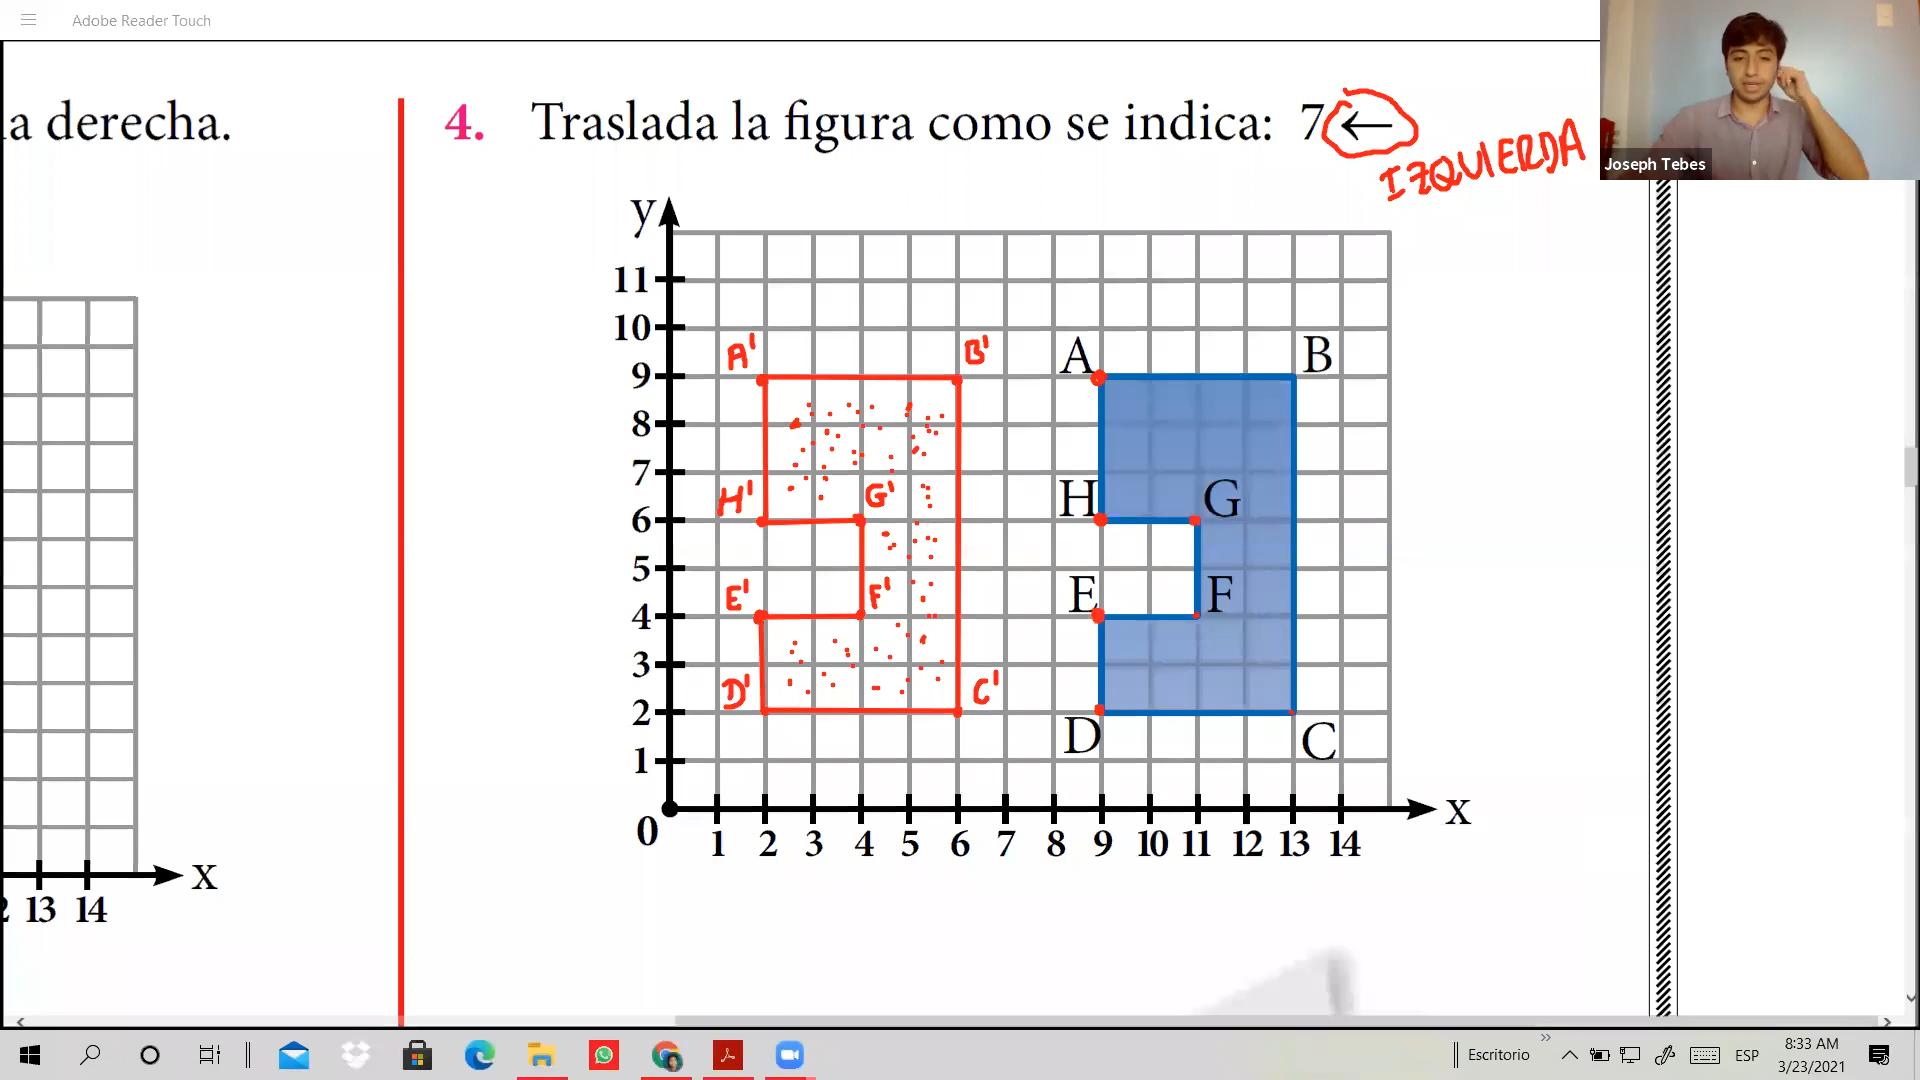 Adobe Reader Touch
la derecha.
4. Traslada la figura como se indica: 7 ←
IZQUIERDA
Joseph Tebes
y
11
10
9
8
7
6
5
4
3
2
1
0
1 2 3 4 5 6 7 8 9 10 11 12 13 14
x
A' B'
H' G'
E' F'
D' C'
A B
H G
E F
D C
x
2 13 14
Escritorio
ESP
8:33 AM
3/23/2021